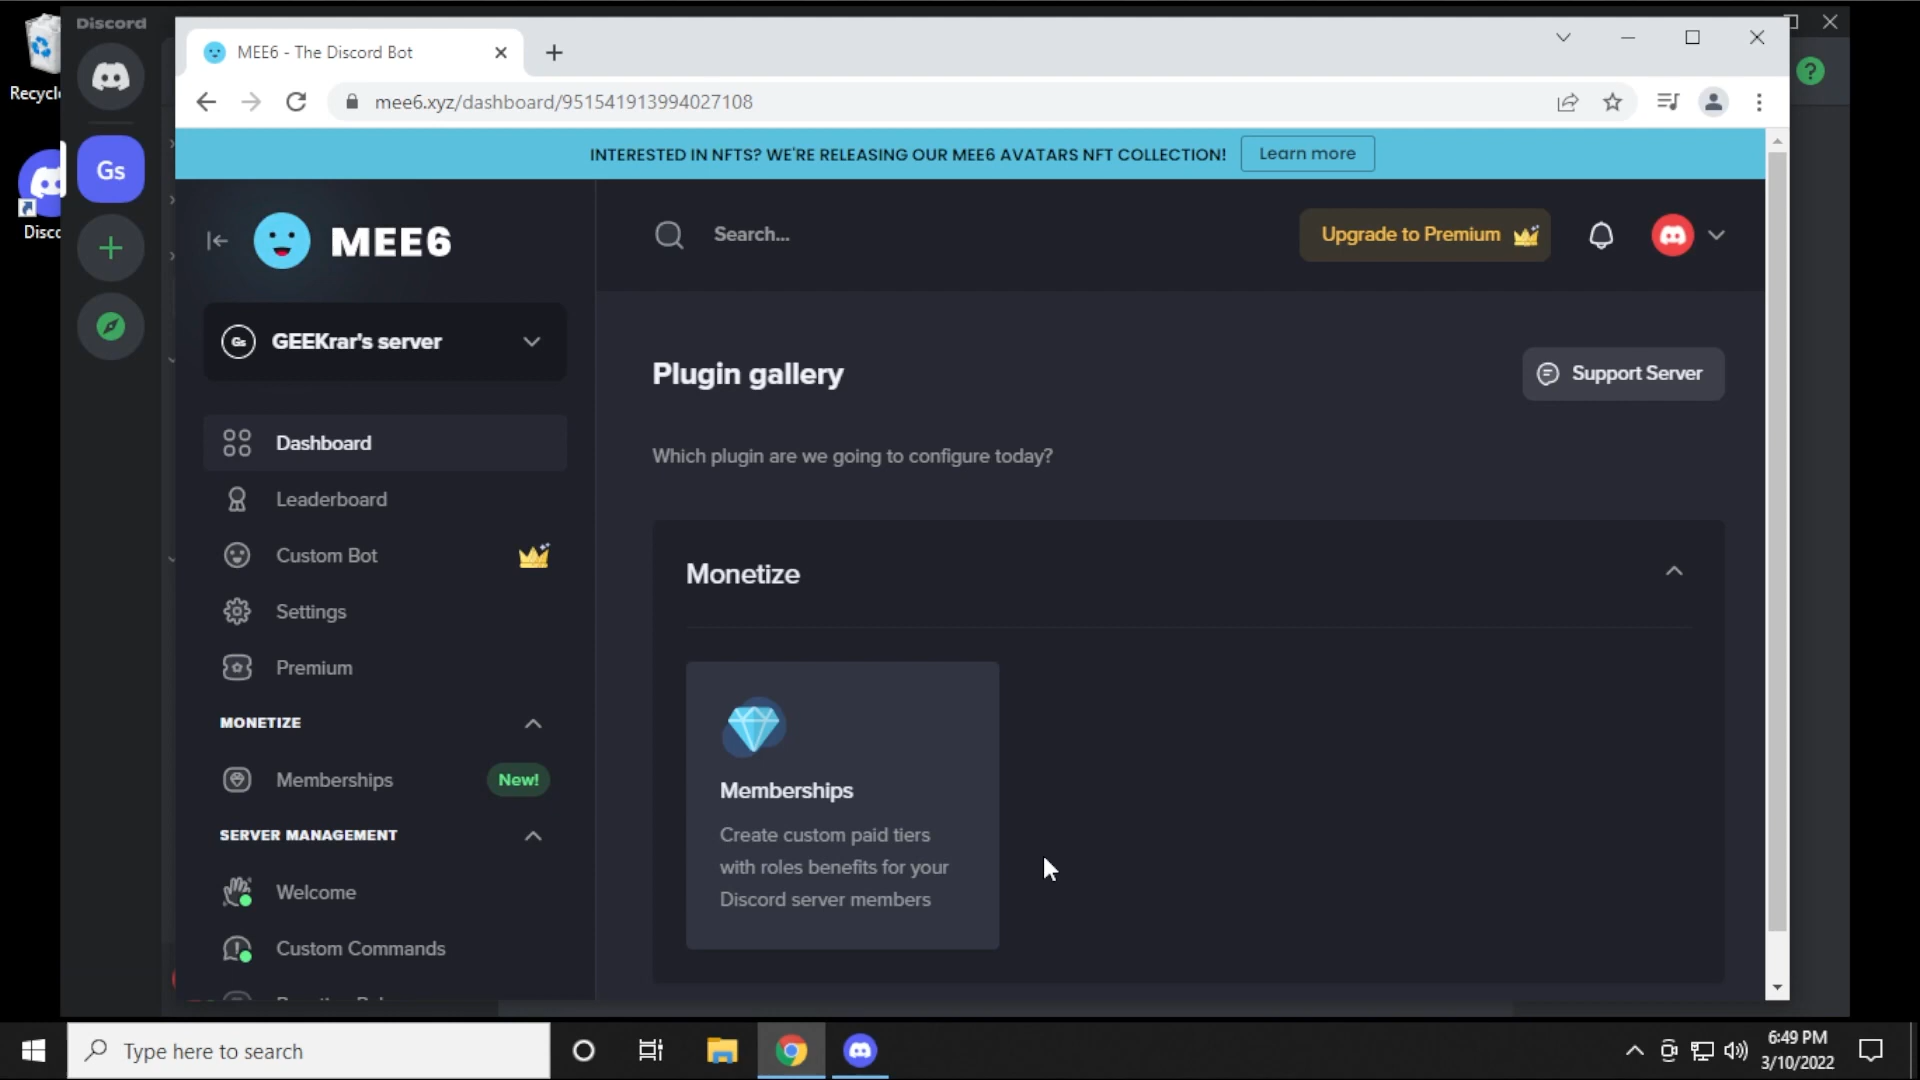 Discord
MEE6 - The Discord Bot
Gs
mee6.xyz/dashboard/951541913994027108
INTERESTED IN NFTS? WE'RE RELEASING OUR MEE6 AVATARS NFT COLLECTION!
Learn more
MEE6
Search...
Upgrade to Premium
Gs
GEEKrar's server
Plugin gallery
Support Server
Which plugin are we going to configure today?
Dashboard
Leaderboard
Custom Bot
Settings
Premium
MONETIZE
Memberships
New!
SERVER MANAGEMENT
Welcome
Custom Commands
Monetize
Memberships
Create custom paid tiers
with roles benefits for your
Discord server members
Type here to search
6:49 PM
3/10/2022